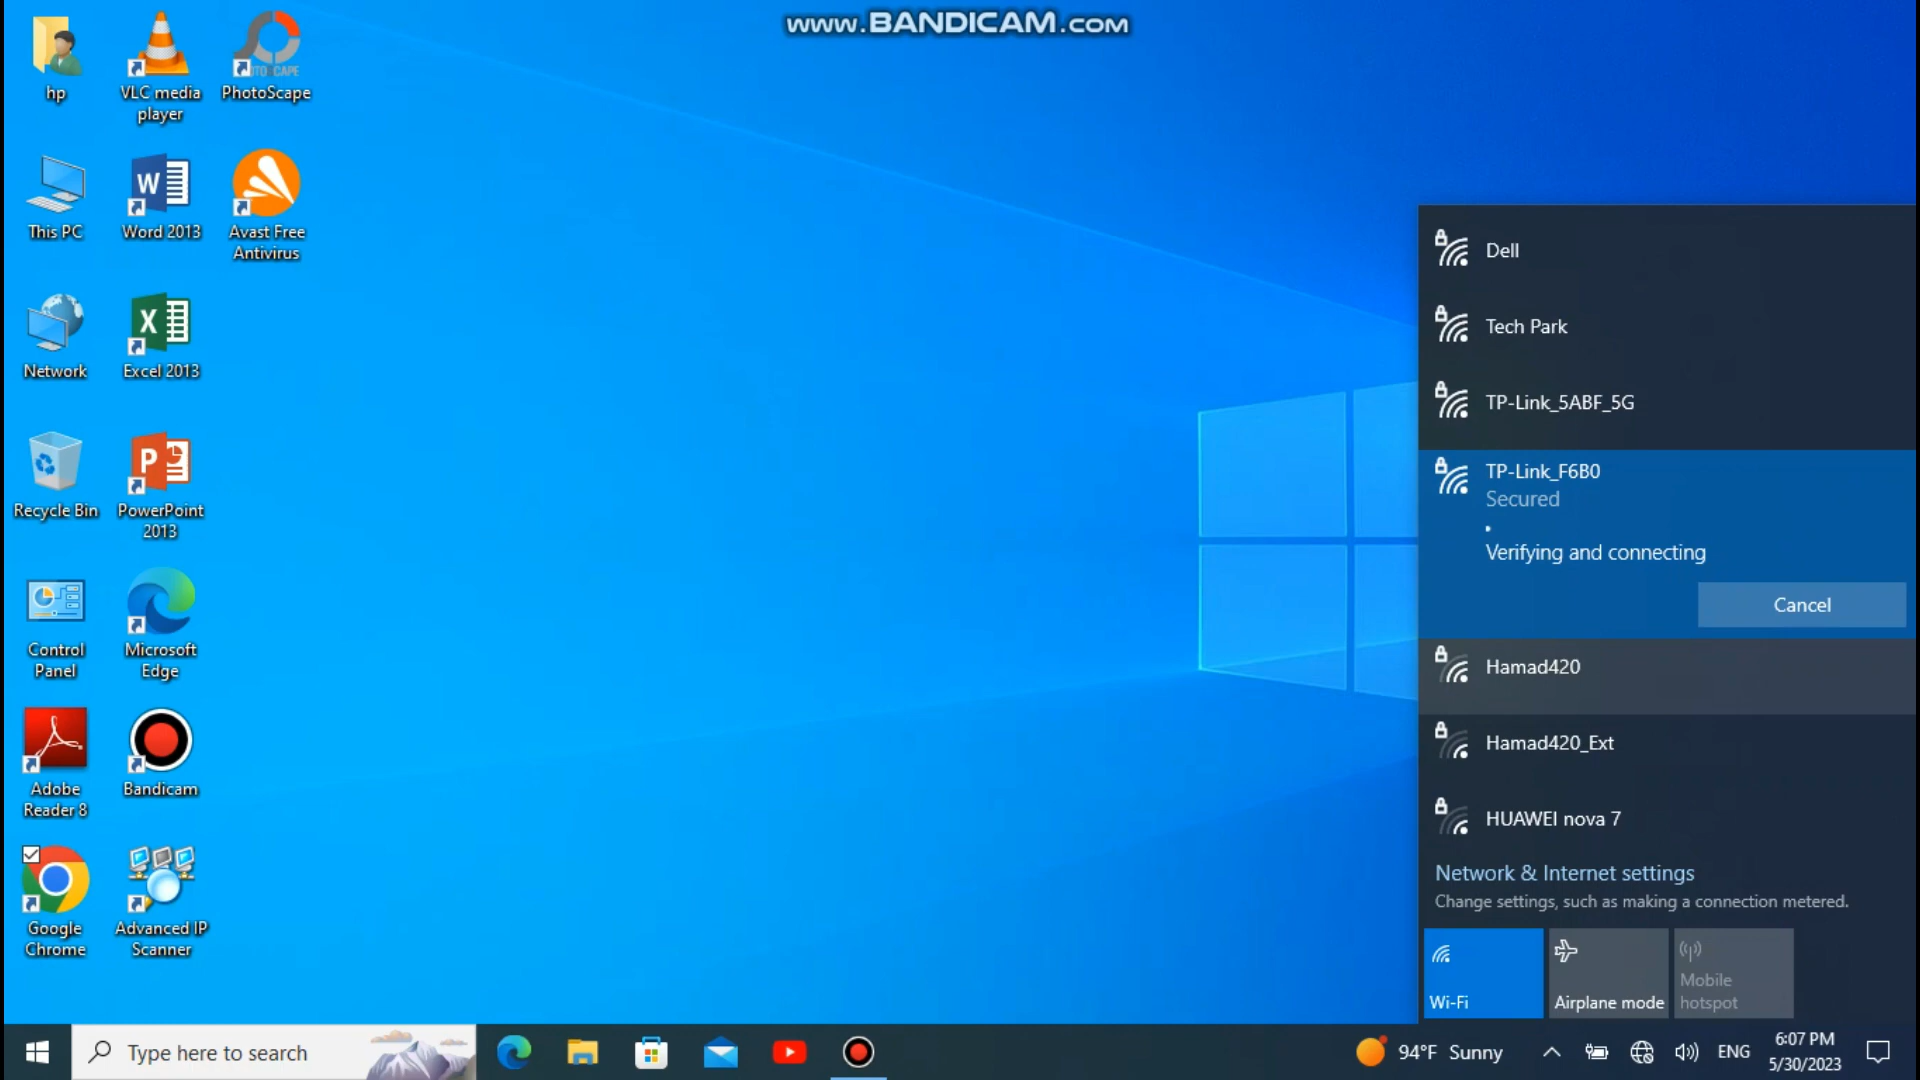 www.BANDICAM.com
hp
VLC media
player
PhotoScape
This PC
Word 2013
Avast Free
Antivirus
Network
Excel 2013
Recycle Bin
PowerPoint
2013
Control
Panel
Microsoft
Edge
Adobe
Reader 8
Bandicam
Google
Chrome
Advanced IP
Scanner
Dell
Tech Park
TP-Link_5ABF_5G
TP-Link_F6B0
Secured
Verifying and connecting
Cancel
Hamad420
Hamad420_Ext
HUAWEI nova 7
Network & Internet settings
Change settings, such as making a connection metered.
Wi-Fi
Airplane mode
Mobile
hotspot
Type here to search
94°F Sunny
ENG
6:07 PM
5/30/2023